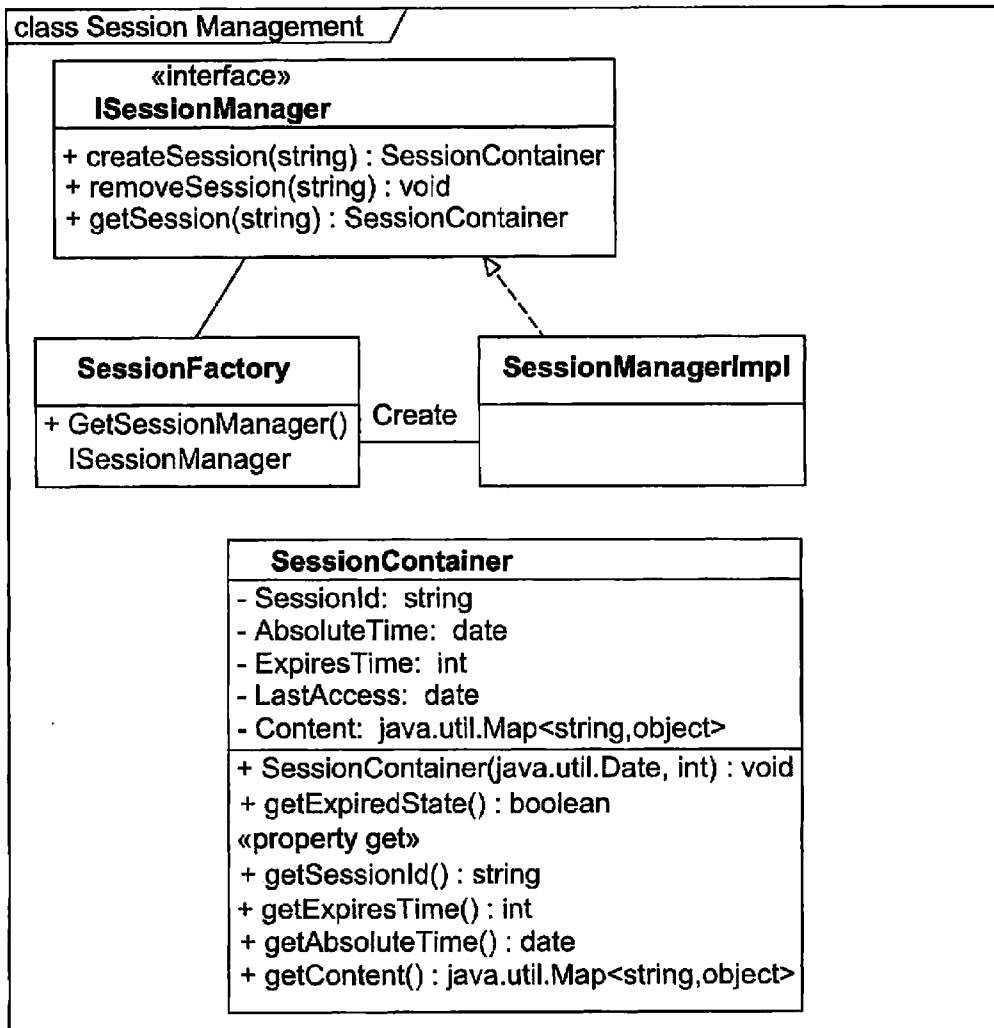 class Session Management
«interface»
ISessionManager
+ createSession(string) : SessionContainer
+ removeSession(string) : void
+ getSession(string) : SessionContainer
SessionFactory
+ GetSessionManager()
ISessionManager
Create
SessionManagerImpl
SessionContainer
- SessionId: string
- AbsoluteTime: date
- ExpiresTime: int
- LastAccess: date
- Content: java.util.Map<string,object>
+ SessionContainer(java.util.Date, int) : void
+ getExpiredState() : boolean
«property get»
+ getSessionId() : string
+ getExpiresTime() : int
+ getAbsoluteTime() : date
+ getContent() : java.util.Map<string,object>